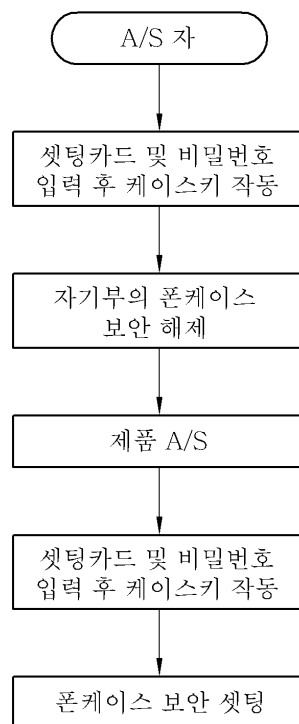 A/S 자
셋팅카드 및 비밀번호
입력 후 케이스키 작동
자기부의 폰케이스
보안 해제
제품 A/S
셋팅카드 및 비밀번호
입력 후 케이스키 작동
폰케이스 보안 셋팅